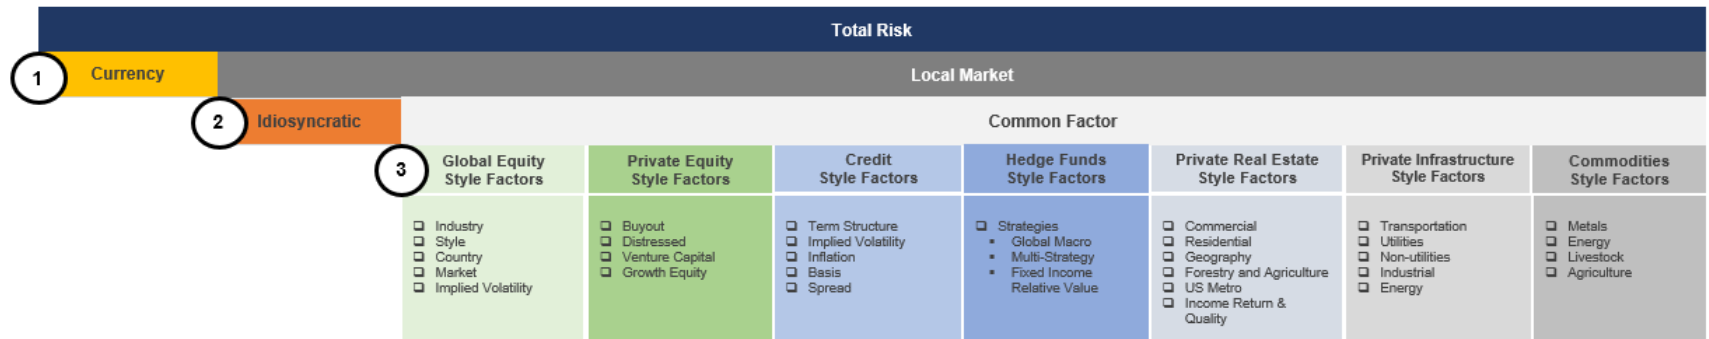 Total Risk
1
Currency
Local Market
2
Idiosyncratic
Common Factor
3
Global Equity
Style Factors
Private Equity
Style Factors
Credit
Style Factors
Hedge Funds
Style Factors
Private Real Estate
Style Factors
Private Infrastructure
Style Factors
Commodities
Style Factors
Industry
Style
Country
Market
Implied Volatility
Buyout
Distressed
Venture Capital
Growth Equity
Term Structure
Implied Volatility
Inflation
Basis
Spread
Strategies
Global Macro
Multi-Strategy
Fixed Income
Relative Value
Commercial
Residential
Geography
Forestry and Agriculture
US Metro
Income Return &
Quality
Transportation
Utilities
Non-utilities
Industrial
Energy
Metals
Energy
Livestock
Agriculture